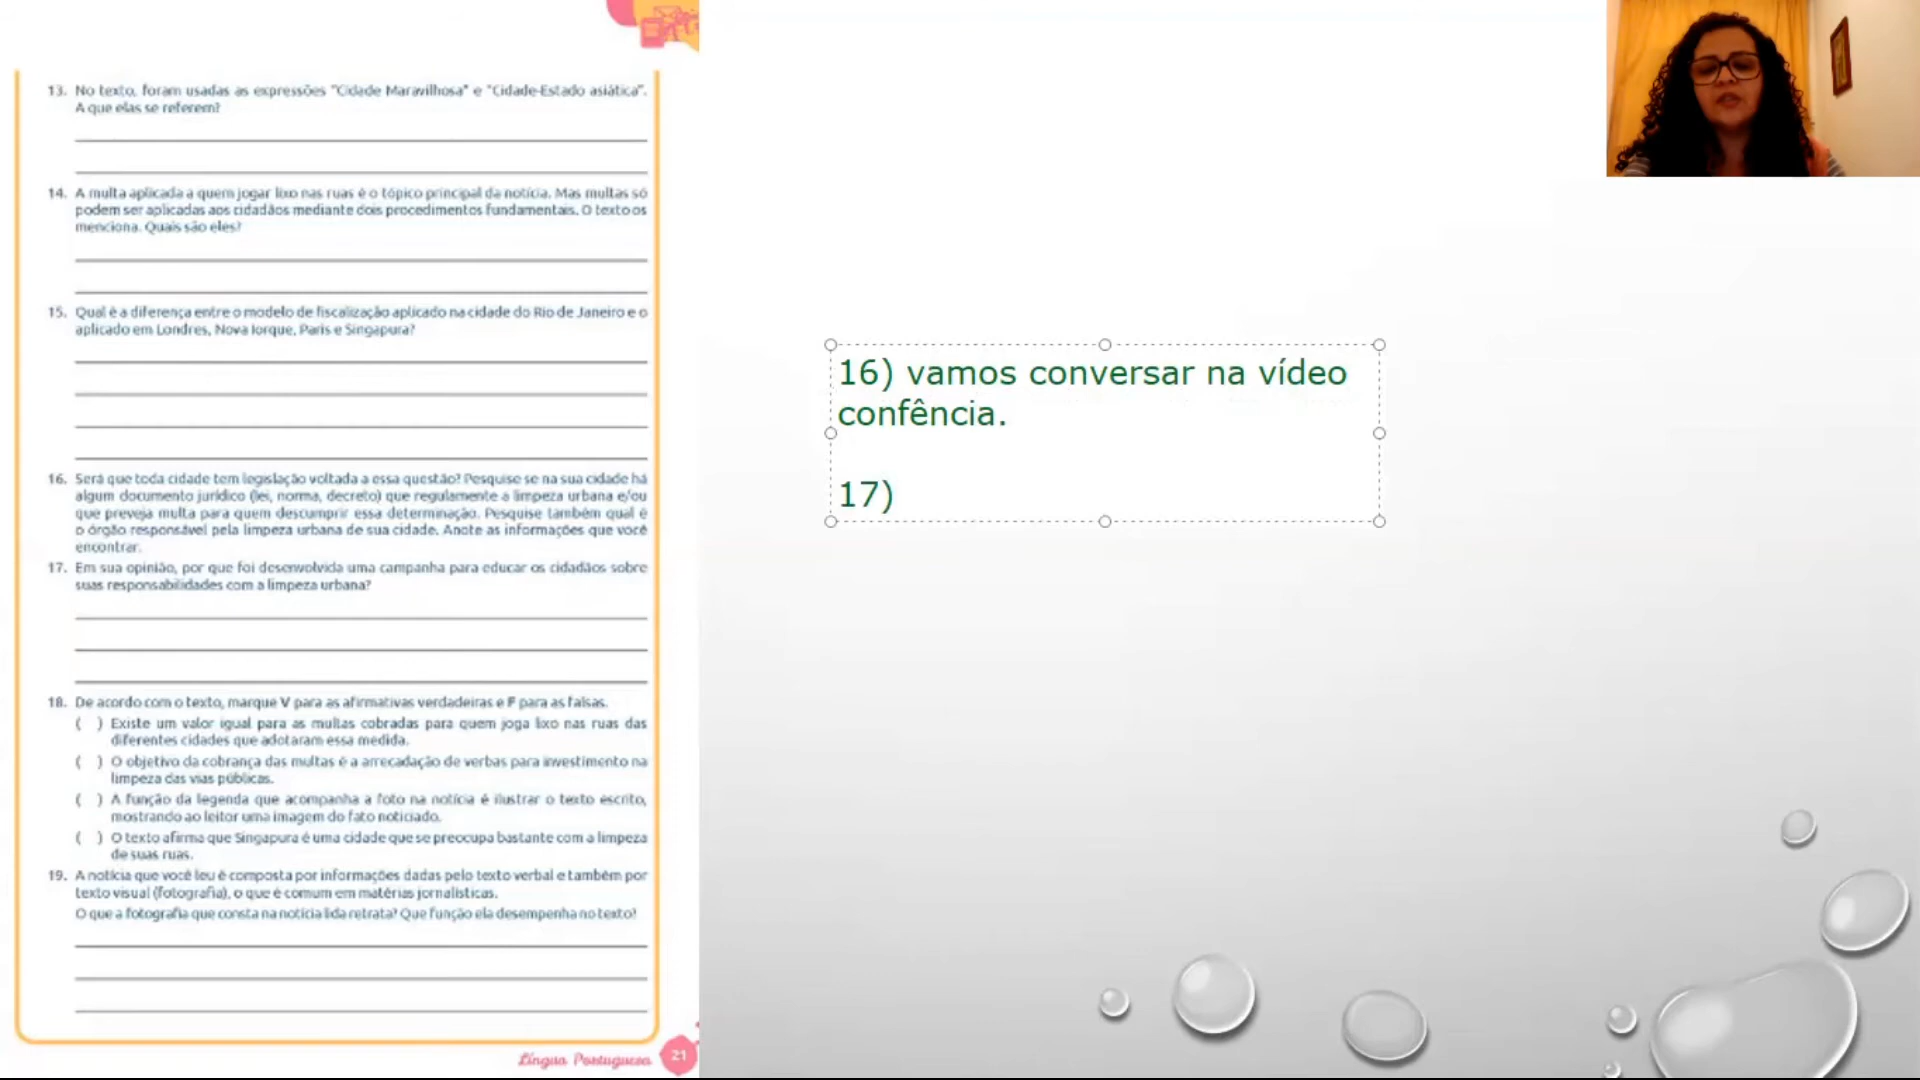 13. No texto, foram usadas as expressões "Cidade Maravilhosa" e "Cidade-Estado asiática".
A que elas se referem?
14. A multa aplicada a quem jogar lixo nas ruas é o tópico principal da notícia. Mas multas só
podem ser aplicadas aos cidadãos mediante dois procedimentos fundamentais. O texto os
menciona. Quais são eles?
15. Qual é a diferença entre o modelo de fiscalização aplicado na cidade do Rio de Janeiro e o
aplicado em Londres, Nova Iorque, Paris e Singapura?
16. Será que toda cidade tem legislação voltada a essa questão? Pesquise se na sua cidade há
algum documento jurídico (lei, norma, decreto) que regulamente a limpeza urbana e/ou
que preveja multa para quem descumprir essa determinação. Pesquise também qual é
o órgão responsável pela limpeza urbana de sua cidade. Anote as informações que você
encontrar.
17. Em sua opinião, por que foi desenvolvida uma campanha para educar os cidadãos sobre
suas responsabilidades com a limpeza urbana?
18. De acordo com o texto, marque V para as afirmativas verdadeiras e F para as falsas.
( ) Existe um valor igual para as multas cobradas para quem joga lixo nas ruas das
diferentes cidades que adotaram essa medida.
( ) O objetivo da cobrança das multas é a arrecadação de verbas para investimento na
limpeza das vias públicas.
( ) A função da legenda que acompanha a foto na notícia é ilustrar o texto escrito,
mostrando ao leitor uma imagem do fato noticiado.
( ) O texto afirma que Singapura é uma cidade que se preocupa bastante com a limpeza
de suas ruas.
19. A notícia que você leu é composta por informações dadas pelo texto verbal e também por
texto visual (fotografia), o que é comum em matérias jornalísticas.
O que a fotografia que consta na notícia lida retrata? Que função ela desempenha no texto?
Língua Portuguesa 21
16) vamos conversar na vídeo
confência.
17)